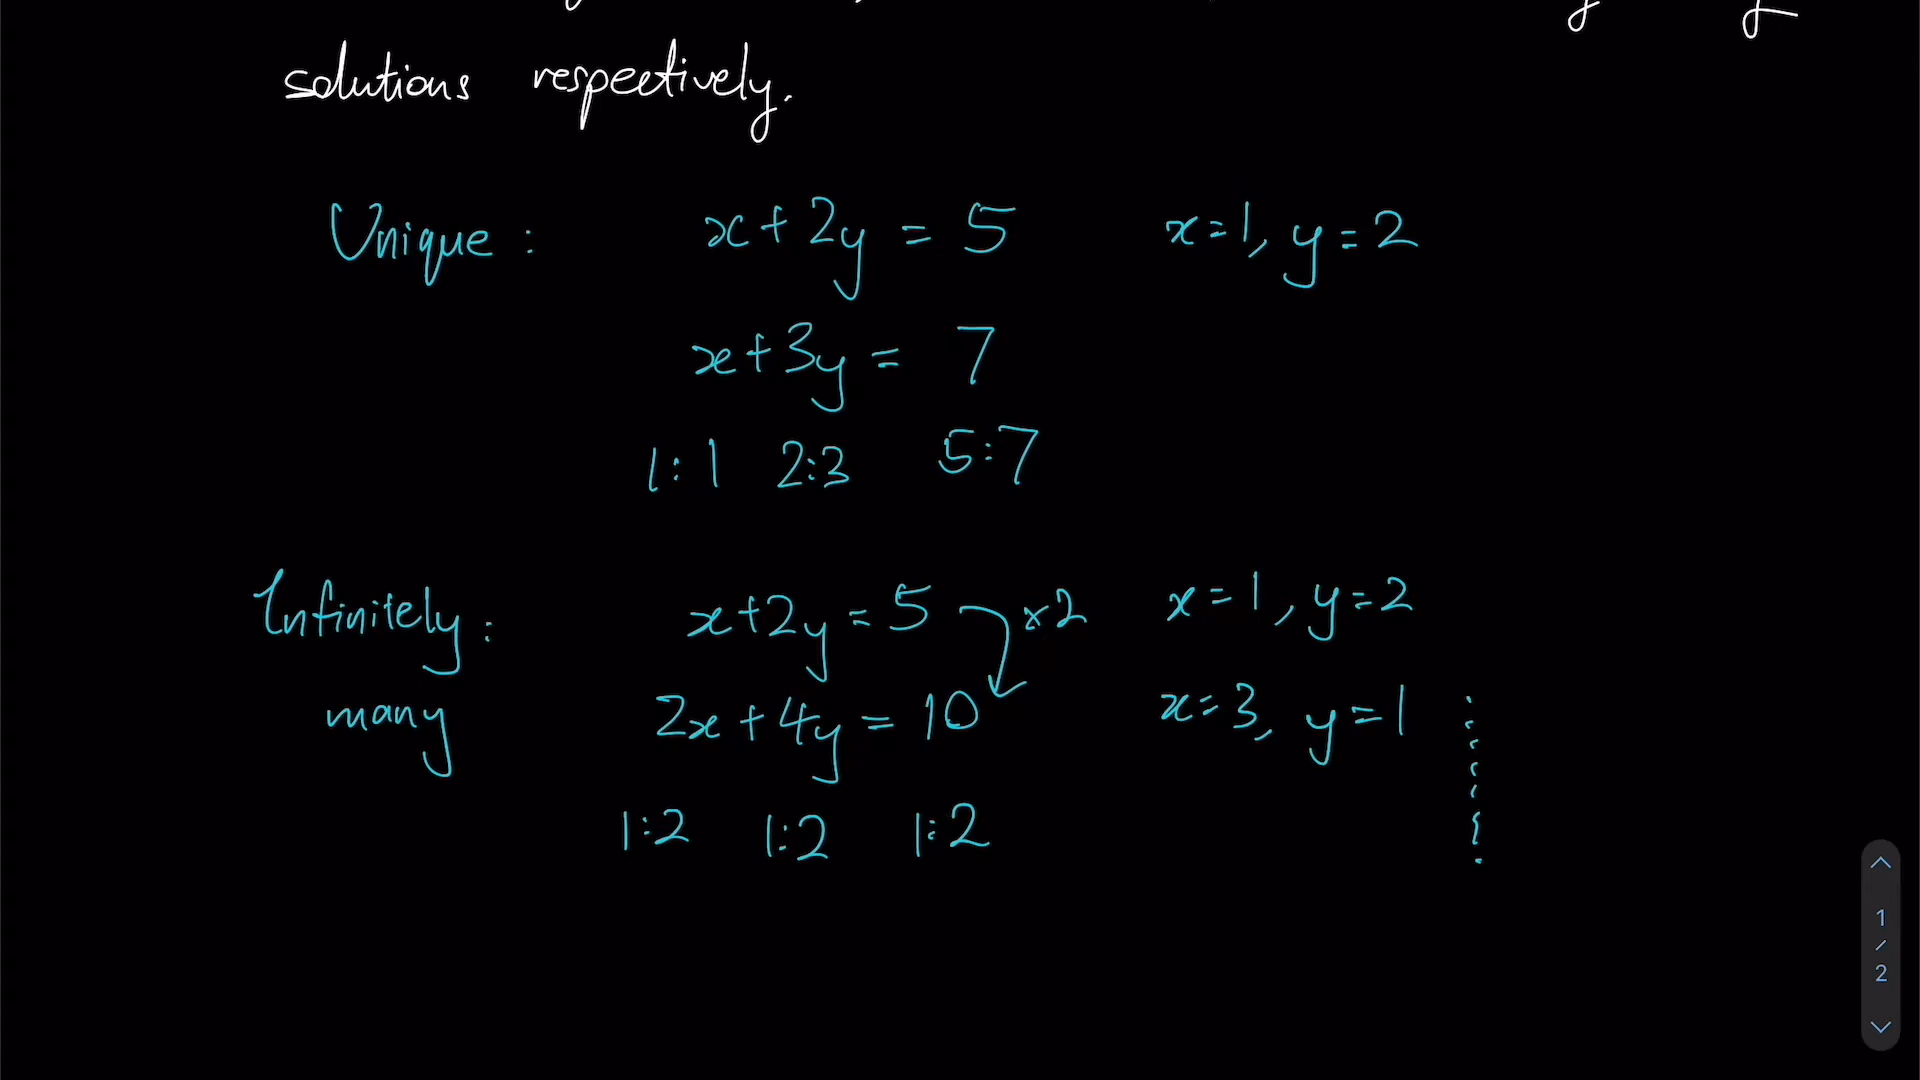 solutions respectively.
Unique : x+2y = 5 x=1, y=2
x+3y = 7
1:1 2:3 5:7
Infinitely: x+2y=5 ×2 x=1, y=2
many 2x+4y=10 x=3, y=1
1:2 1:2 1:2
1
/
2